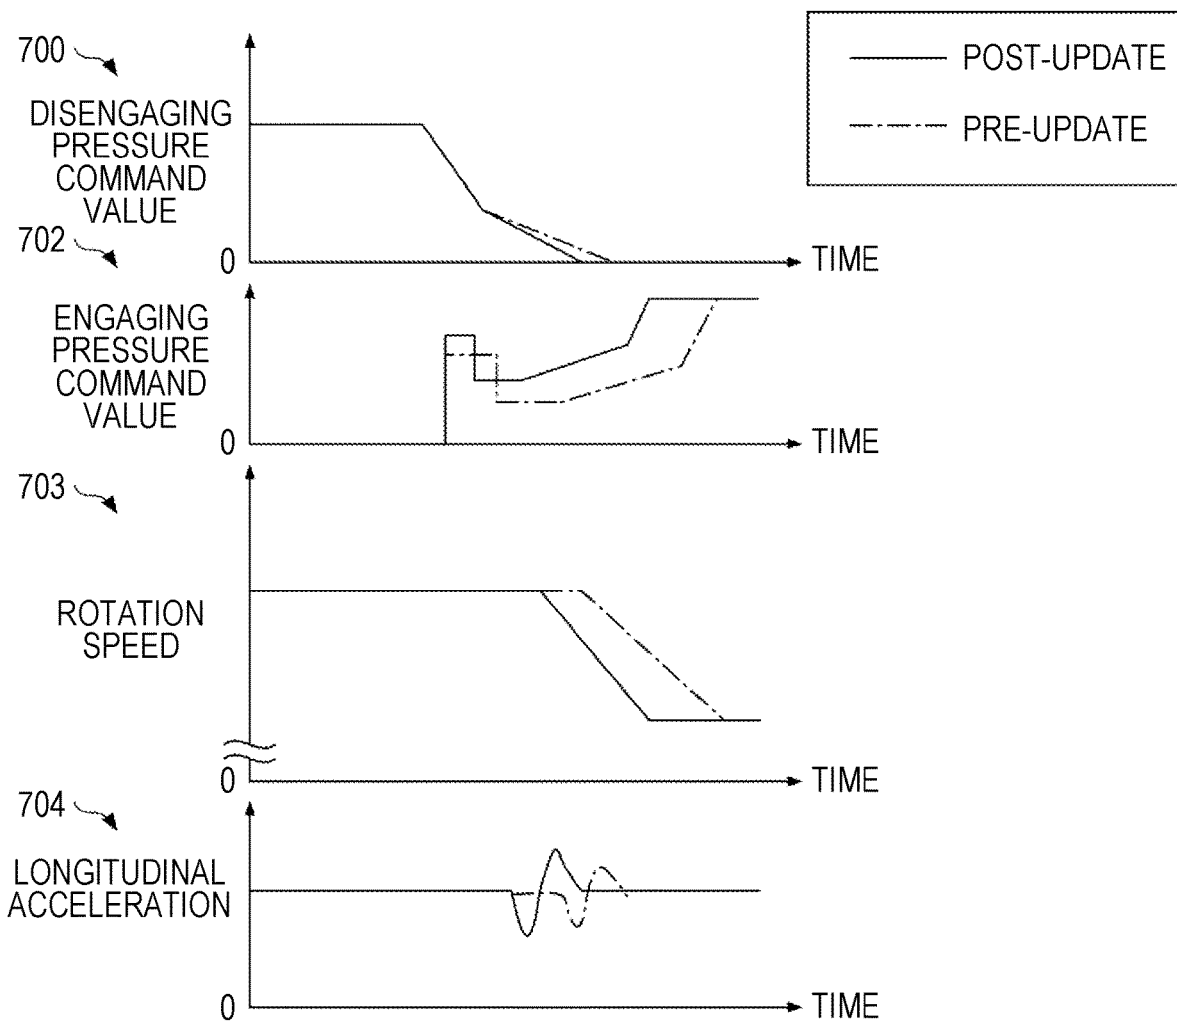 700
POST-UPDATE
PRE-UPDATE
DISENGAGING
PRESSURE
COMMAND
VALUE
702
0
TIME
ENGAGING
PRESSURE
COMMAND
VALUE
0
TIME
703
ROTATION
SPEED
0
TIME
704
LONGITUDINAL
ACCELERATION
0
TIME